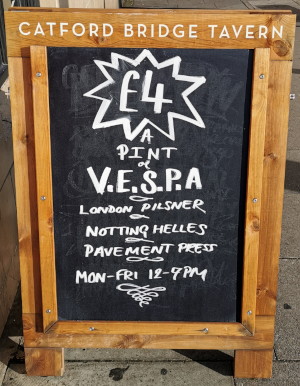 CATFORD BRIDGE TAVERN
£4
A
PINT
of
V.E.S.P.A
LONDON PILSNER
NOTTING HELLES
PAVEMENT PRESS
MON-FRI 12-7PM